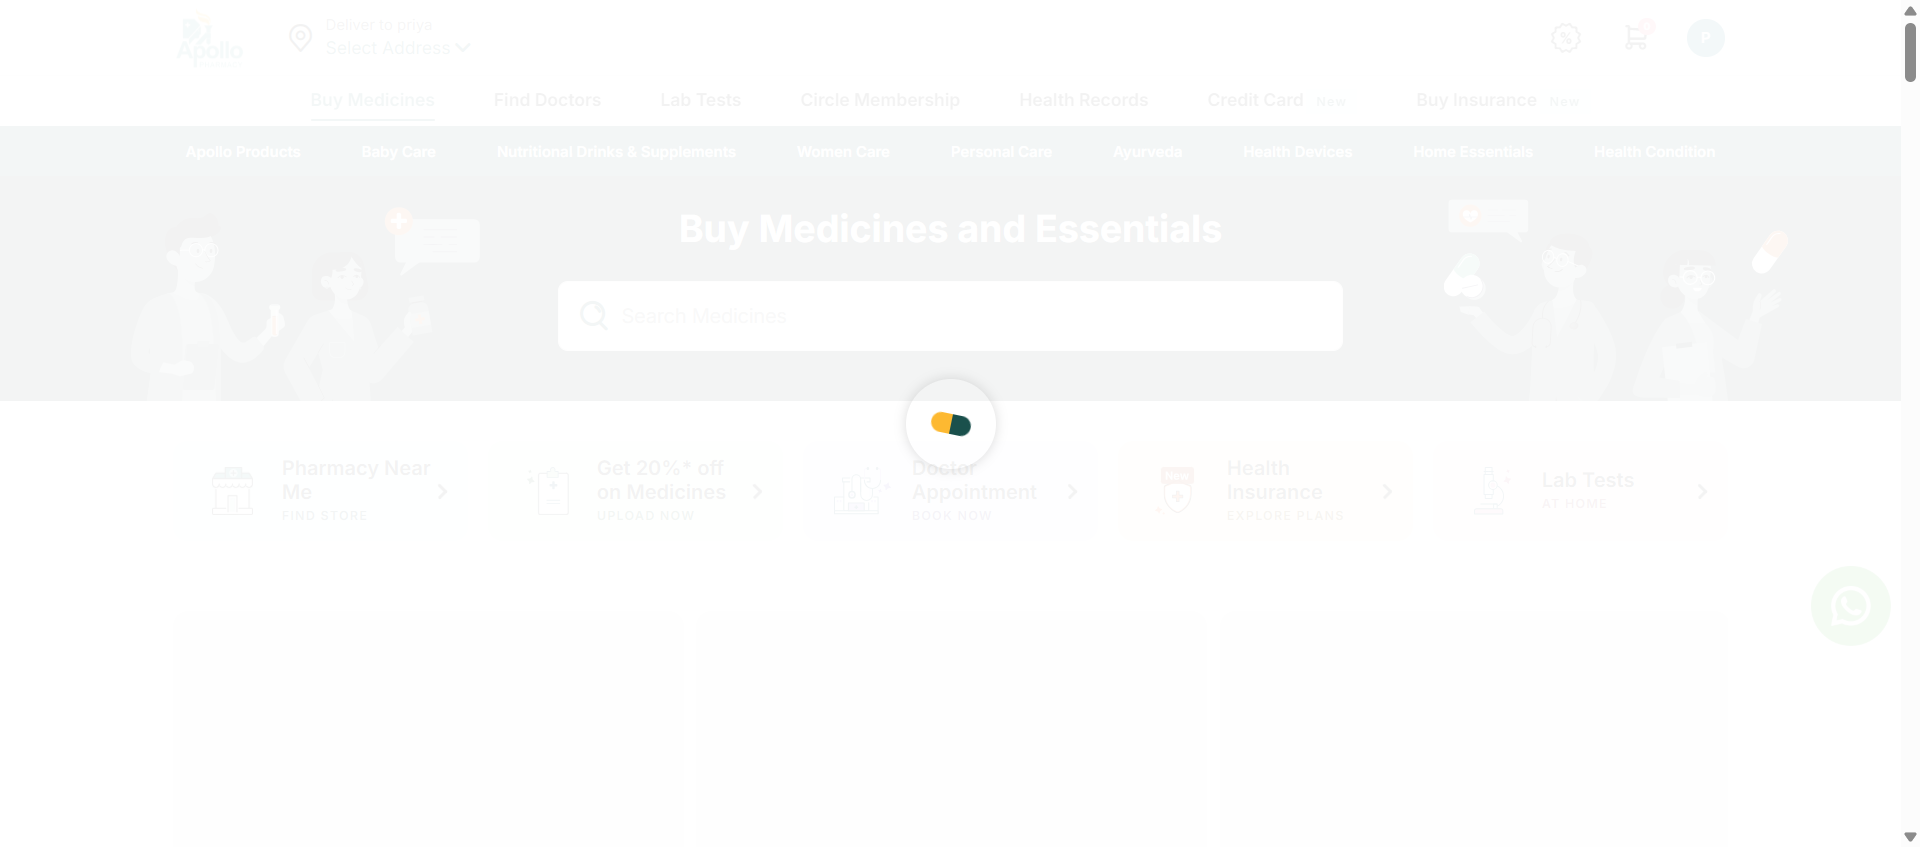 Deliver to priya
Apollo
Select Address
P
Buy Medicines
Find Doctors
Lab Tests
Circle Membership
Health Records
Credit Card New
Buy Insurance New
Apollo Products
Baby Care
Nutritional Drinks & Supplements
Women Care
Personal Care
Ayurveda
Health Devices
Home Essentials
Health Condition
Buy Medicines and Essentials
Search Medicines
Pharmacy Near
Me
FIND STORE
Get 20%* off
on Medicines
UPLOAD NOW
Doctor
Appointment
BOOK NOW
New
Health
Insurance
EXPLORE PLANS
Lab Tests
AT HOME